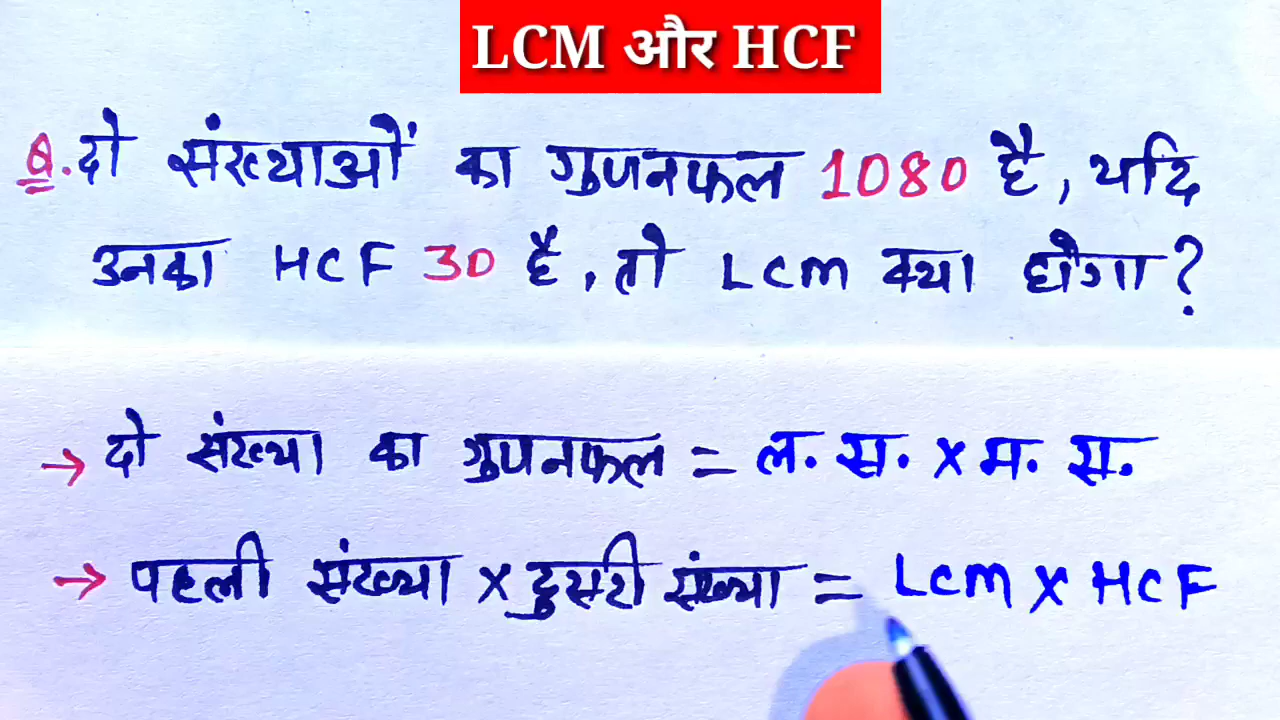 LCM और HCF
Q. दो संख्याओं का गुणनफल 1080 है, यदि
उनका HCF 30 है, तो LCM क्या होगा?
→ दो संख्या का गुणनफल = ल. स. × म. स.
→ पहली संख्या × दुसरी संख्या = LCM × HCF